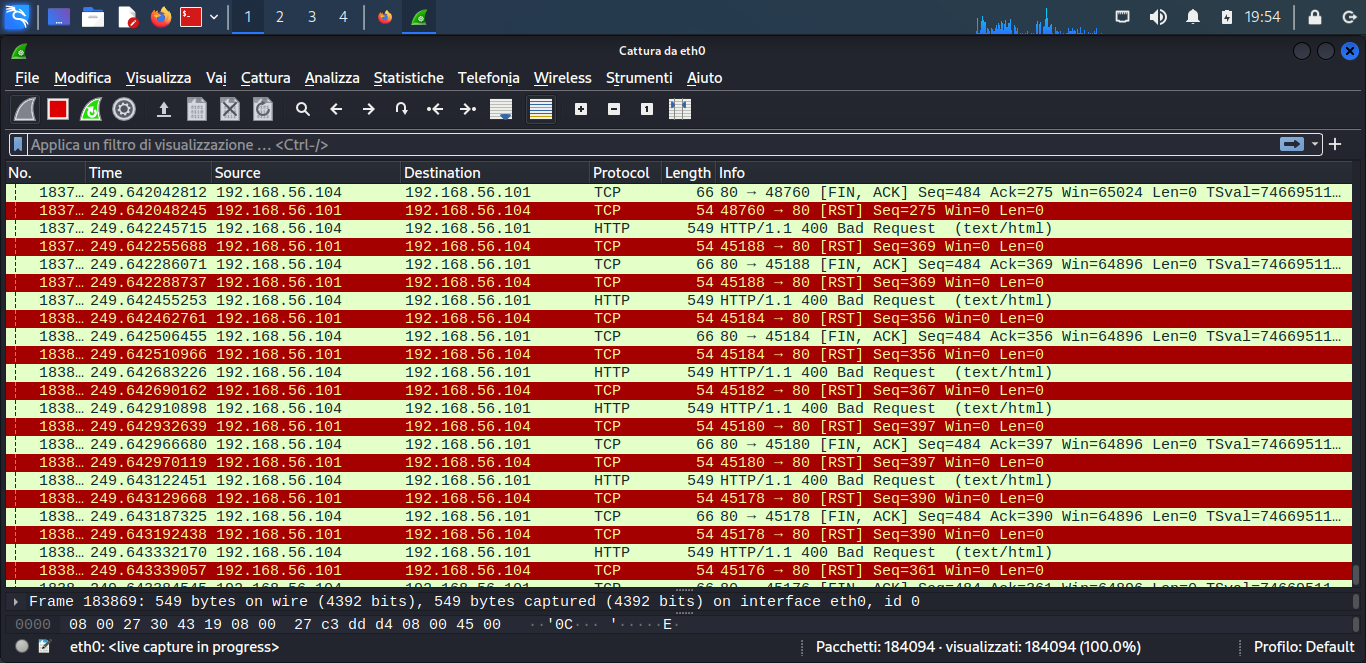 1 2 3 4 19:54
Cattura da eth0
File Modifica Visualizza Vai Cattura Analizza Statistiche Telefonia Wireless Strumenti Aiuto
Applica un filtro di visualizzazione … <Ctrl-/>
No. Time Source Destination Protocol Length Info
1837… 249.642042812 192.168.56.104 192.168.56.101 TCP 66 80 → 48760 [FIN, ACK] Seq=484 Ack=275 Win=65024 Len=0 TSval=74669511…
1837… 249.642048245 192.168.56.101 192.168.56.104 TCP 54 48760 → 80 [RST] Seq=275 Win=0 Len=0
1837… 249.642245715 192.168.56.104 192.168.56.101 HTTP 549 HTTP/1.1 400 Bad Request (text/html)
1837… 249.642255688 192.168.56.101 192.168.56.104 TCP 54 45188 → 80 [RST] Seq=369 Win=0 Len=0
1837… 249.642286071 192.168.56.104 192.168.56.101 TCP 66 80 → 45188 [FIN, ACK] Seq=484 Ack=369 Win=64896 Len=0 TSval=74669511…
1837… 249.642288737 192.168.56.101 192.168.56.104 TCP 54 45188 → 80 [RST] Seq=369 Win=0 Len=0
1837… 249.642455253 192.168.56.104 192.168.56.101 HTTP 549 HTTP/1.1 400 Bad Request (text/html)
1838… 249.642462761 192.168.56.101 192.168.56.104 TCP 54 45184 → 80 [RST] Seq=356 Win=0 Len=0
1838… 249.642506455 192.168.56.104 192.168.56.101 TCP 66 80 → 45184 [FIN, ACK] Seq=484 Ack=356 Win=64896 Len=0 TSval=74669511…
1838… 249.642510966 192.168.56.101 192.168.56.104 TCP 54 45184 → 80 [RST] Seq=356 Win=0 Len=0
1838… 249.642683226 192.168.56.104 192.168.56.101 HTTP 549 HTTP/1.1 400 Bad Request (text/html)
1838… 249.642690162 192.168.56.101 192.168.56.104 TCP 54 45182 → 80 [RST] Seq=367 Win=0 Len=0
1838… 249.642910898 192.168.56.104 192.168.56.101 HTTP 549 HTTP/1.1 400 Bad Request (text/html)
1838… 249.642932639 192.168.56.101 192.168.56.104 TCP 54 45180 → 80 [RST] Seq=397 Win=0 Len=0
1838… 249.642966680 192.168.56.104 192.168.56.101 TCP 66 80 → 45180 [FIN, ACK] Seq=484 Ack=397 Win=64896 Len=0 TSval=74669511…
1838… 249.642970119 192.168.56.101 192.168.56.104 TCP 54 45180 → 80 [RST] Seq=397 Win=0 Len=0
1838… 249.643122451 192.168.56.104 192.168.56.101 HTTP 549 HTTP/1.1 400 Bad Request (text/html)
1838… 249.643129668 192.168.56.101 192.168.56.104 TCP 54 45178 → 80 [RST] Seq=390 Win=0 Len=0
1838… 249.643187325 192.168.56.104 192.168.56.101 TCP 66 80 → 45178 [FIN, ACK] Seq=484 Ack=390 Win=64896 Len=0 TSval=74669511…
1838… 249.643192438 192.168.56.101 192.168.56.104 TCP 54 45178 → 80 [RST] Seq=390 Win=0 Len=0
1838… 249.643332170 192.168.56.104 192.168.56.101 HTTP 549 HTTP/1.1 400 Bad Request (text/html)
1838… 249.643339057 192.168.56.101 192.168.56.104 TCP 54 45176 → 80 [RST] Seq=361 Win=0 Len=0
1838… 249.643384545 192.168.56.104 192.168.56.101 TCP 66 80 → 45176 [FIN, ACK] Seq=484 Ack=361 Win=64896 Len=0 TSval=74669511…
Frame 183869: 549 bytes on wire (4392 bits), 549 bytes captured (4392 bits) on interface eth0, id 0
0000 08 00 27 30 43 19 08 00 27 c3 dd d4 08 00 45 00 ··'0C··· '·····E·
eth0: <live capture in progress> Pacchetti: 184094 · visualizzati: 184094 (100.0%) Profilo: Default